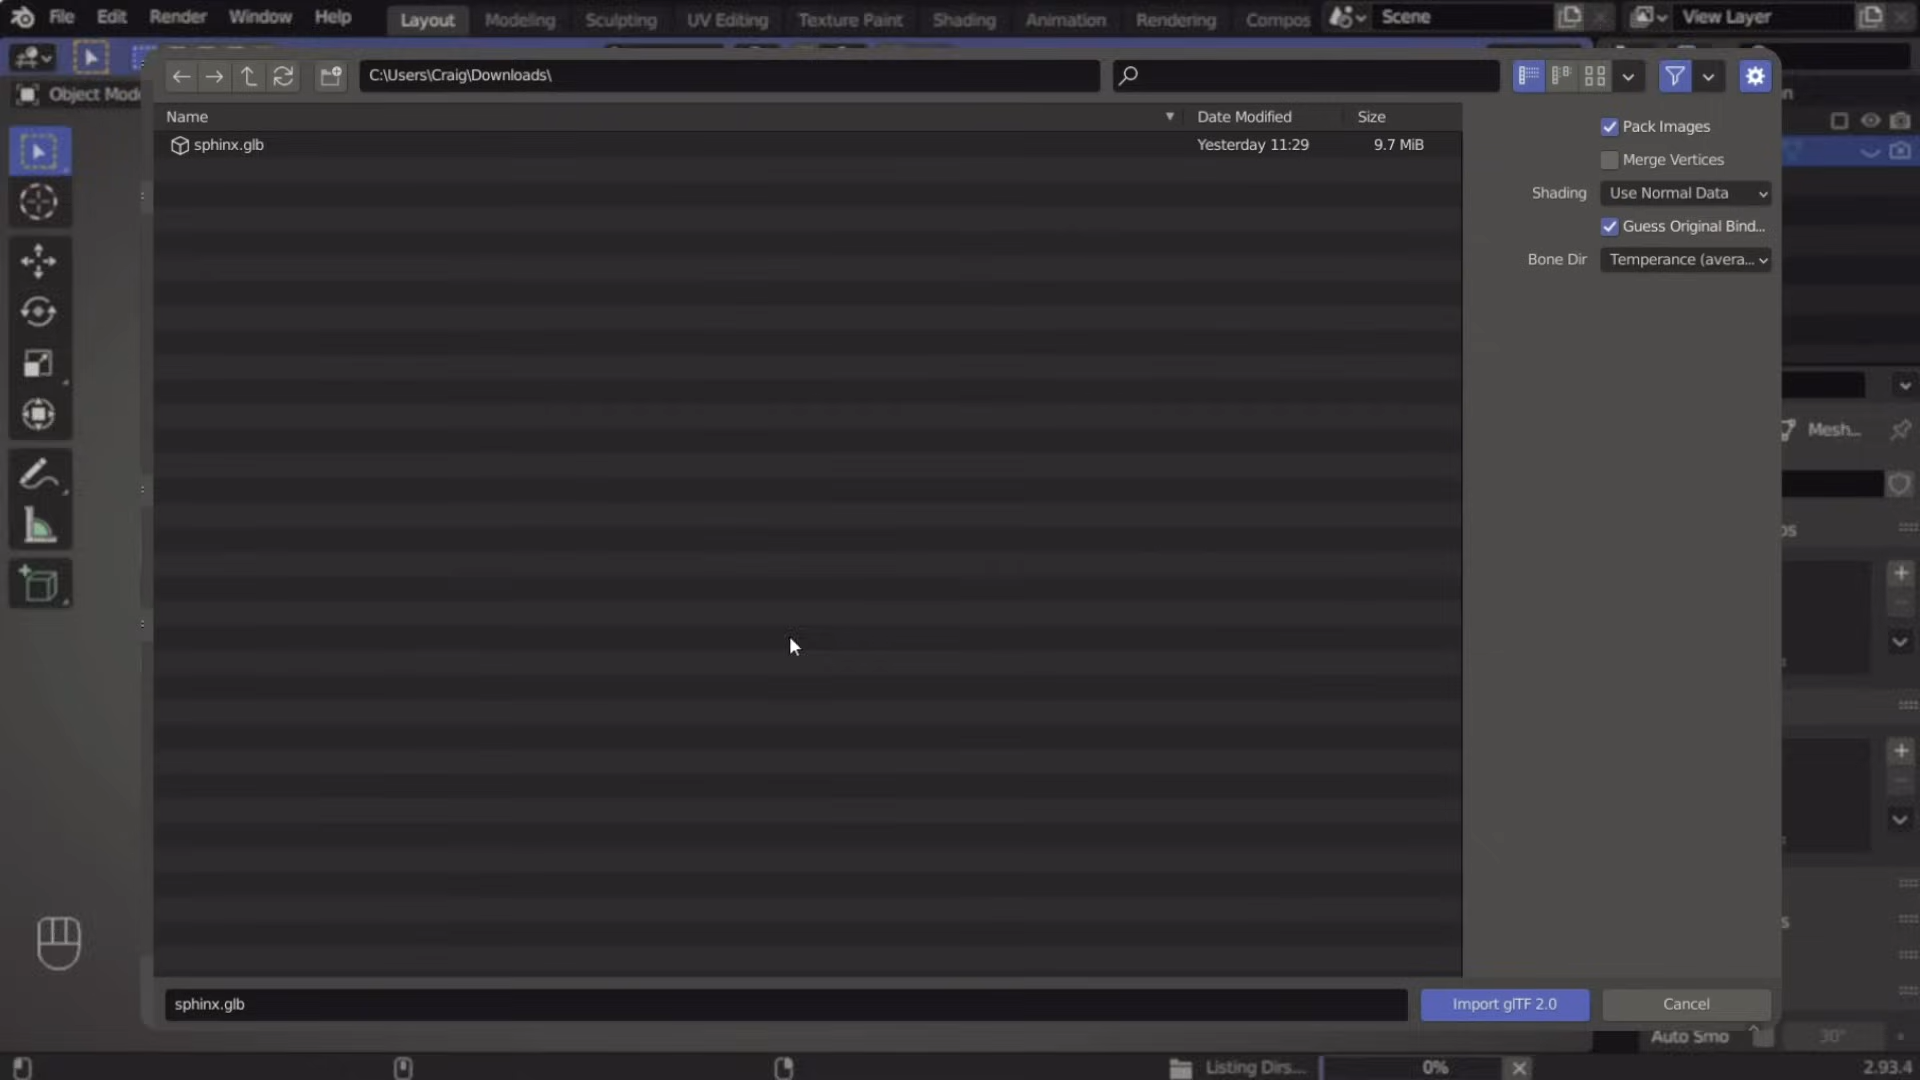 File Edit Render Window Help Layout Modeling Sculpting UV Editing Texture Paint Shading Animation Rendering Compos Scene View Layer
C:\Users\Craig\Downloads\
Object Mod
Name Date Modified Size
sphinx.glb Yesterday 11:29 9.7 MiB
Pack Images
Merge Vertices
Shading Use Normal Data
Guess Original Bind...
Bone Dir Temperance (avera...
Mesh...
sphinx.glb Import glTF 2.0 Cancel
Auto Smo 30°
Listing Dirs... 0% 2.93.4